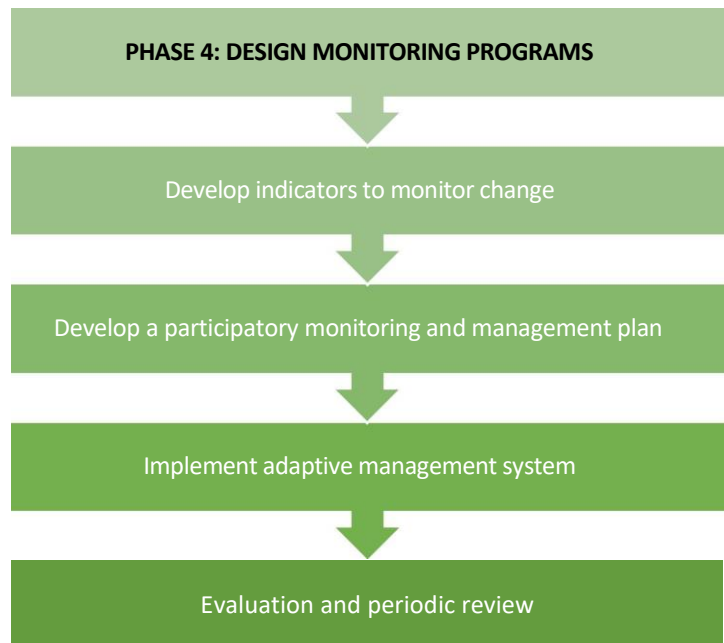 PHASE 4: DESIGN MONITORING PROGRAMS
Develop indicators to monitor change
Develop a participatory monitoring and management plan
Implement adaptive management system
Evaluation and periodic review